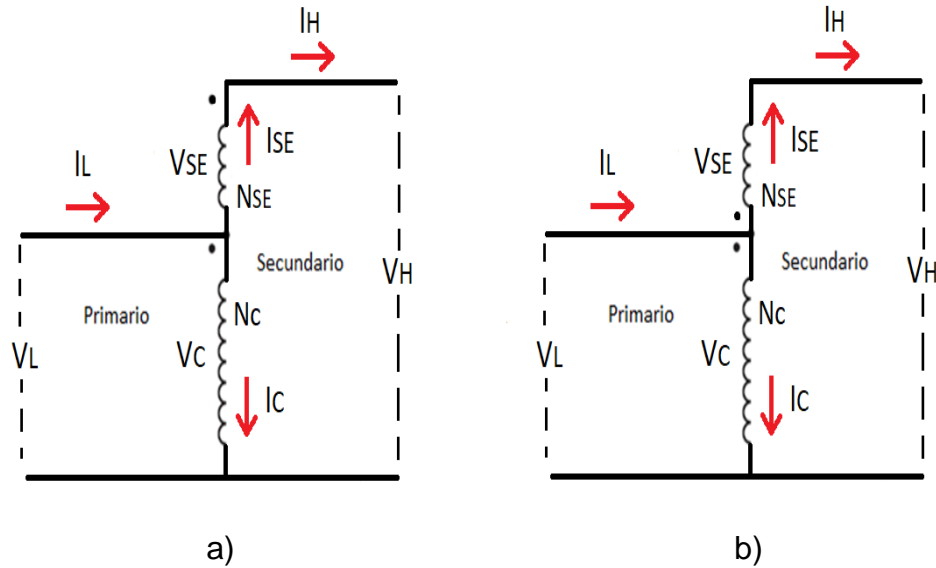 IH
ISE
VSE
IL
NSE
Secundario
VH
Primario
NC
VL
VC
IC
a)
IH
ISE
VSE
IL
NSE
Secundario
VH
Primario
NC
VL
VC
IC
b)